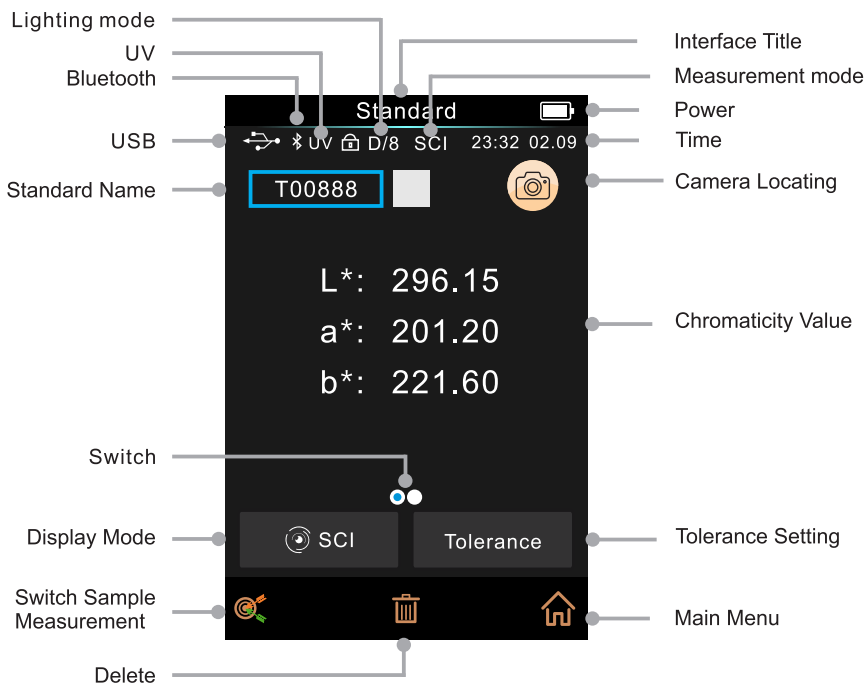 Lighting mode
UV
Bluetooth
Interface Title
Measurement mode
Standard
Power
USB
UV D/8 SCI 23:32 02.09
Time
Standard Name
T00888
Camera Locating
L*: 296.15
a*: 201.20
b*: 221.60
Chromaticity Value
Switch
Display Mode
SCI
Tolerance
Tolerance Setting
Switch Sample
Measurement
Main Menu
Delete